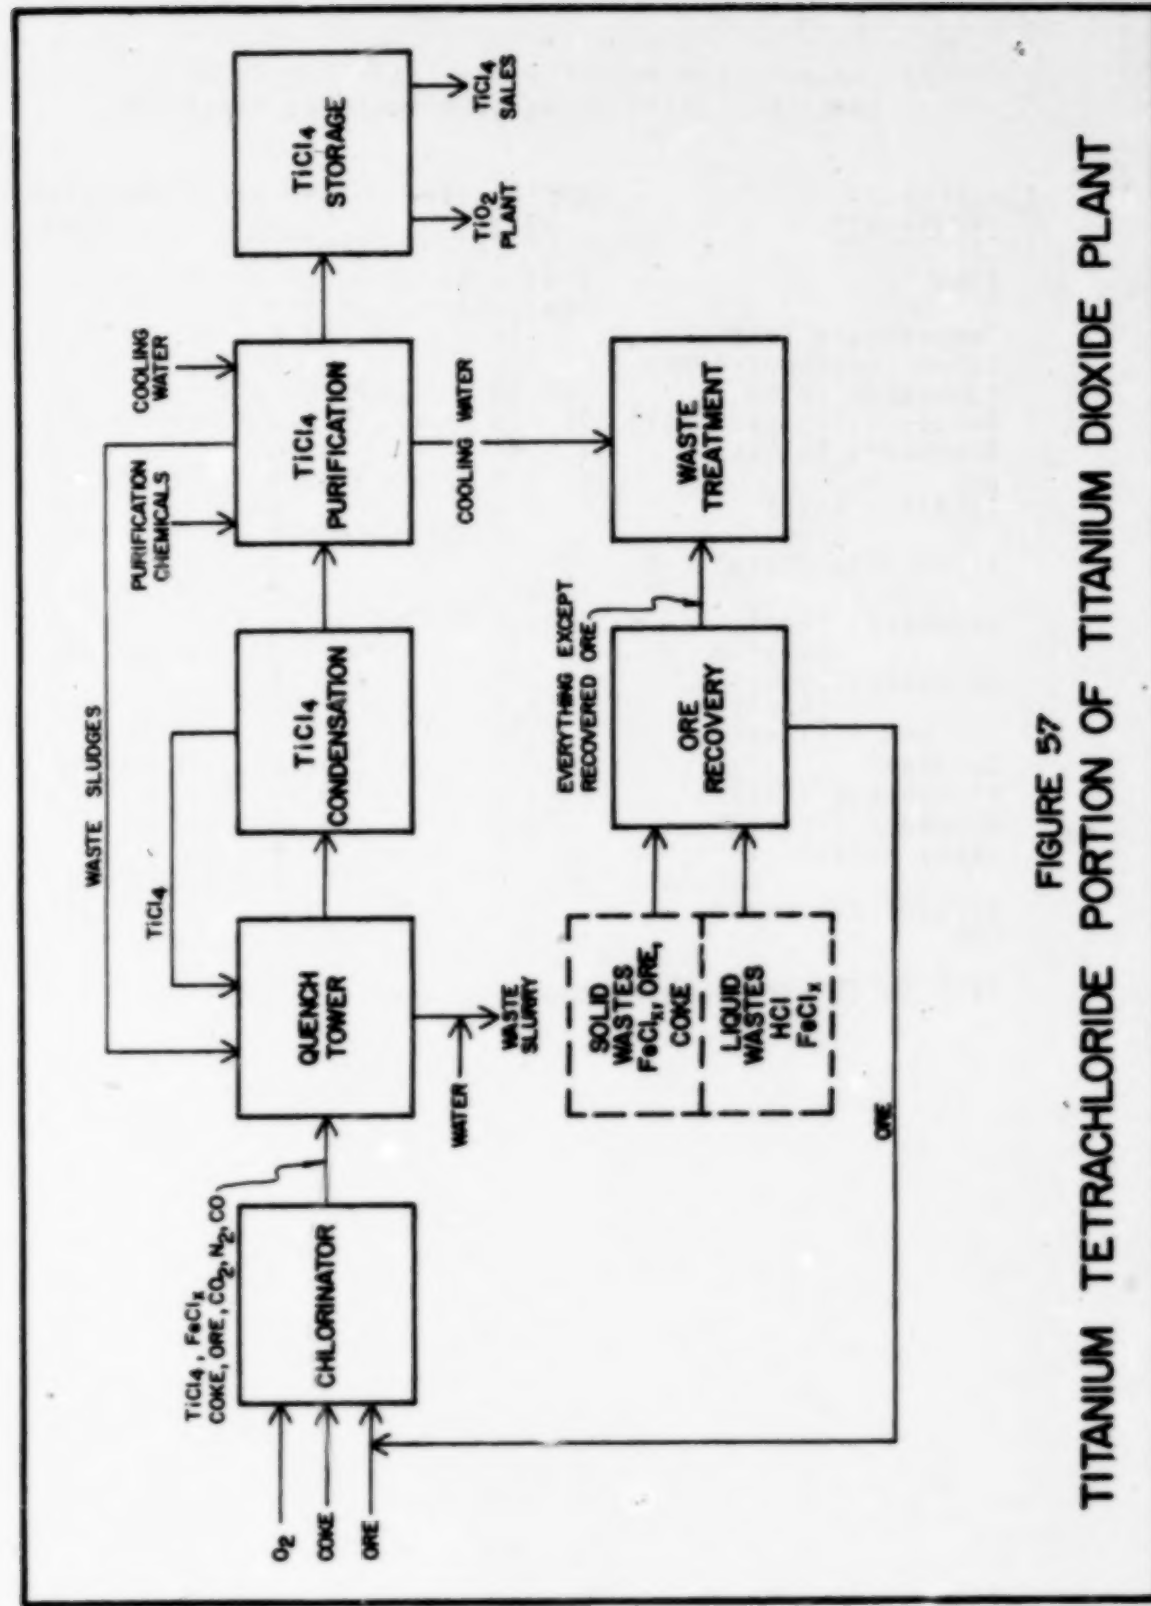 WASTE SLUDGES
TiCl4
PURIFICATION
CHEMICALS
COOLING
WATER
TiCl4, FeCLx
COKE, ORE, CO2, N2, CO
O2
COKE
ORE
CHLORINATOR
QUENCH
TOWER
TiCl4
CONDENSATION
TiCl4
PURIFICATION
TiCl4
STORAGE
WATER
WASTE
SLURRY
COOLING WATER
TiO2
PLANT
TiCl4
SALES
SOLID
WASTES
FeClx, ORE,
COKE
LIQUID
WASTES
HCl
FeClx
EVERYTHING EXCEPT
RECOVERED ORE
ORE
RECOVERY
WASTE
TREATMENT
ORE
FIGURE 57
TITANIUM TETRACHLORIDE PORTION OF TITANIUM DIOXIDE PLANT